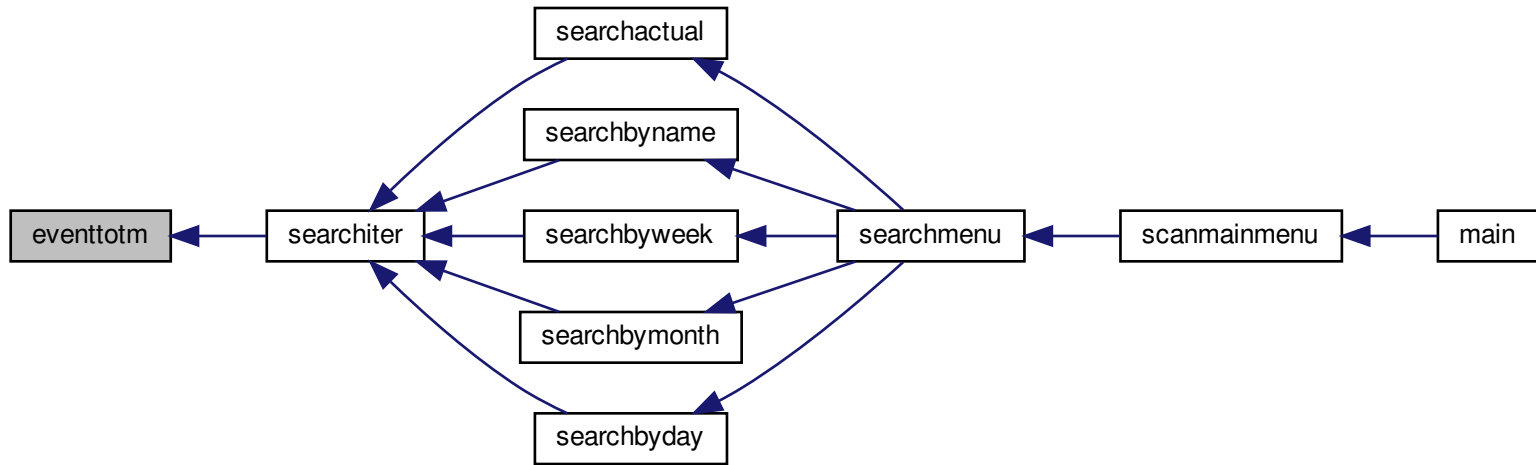 searchactual
searchbyname
eventtotm
searchiter
searchbyweek
searchmenu
scanmainmenu
main
searchbymonth
searchbyday